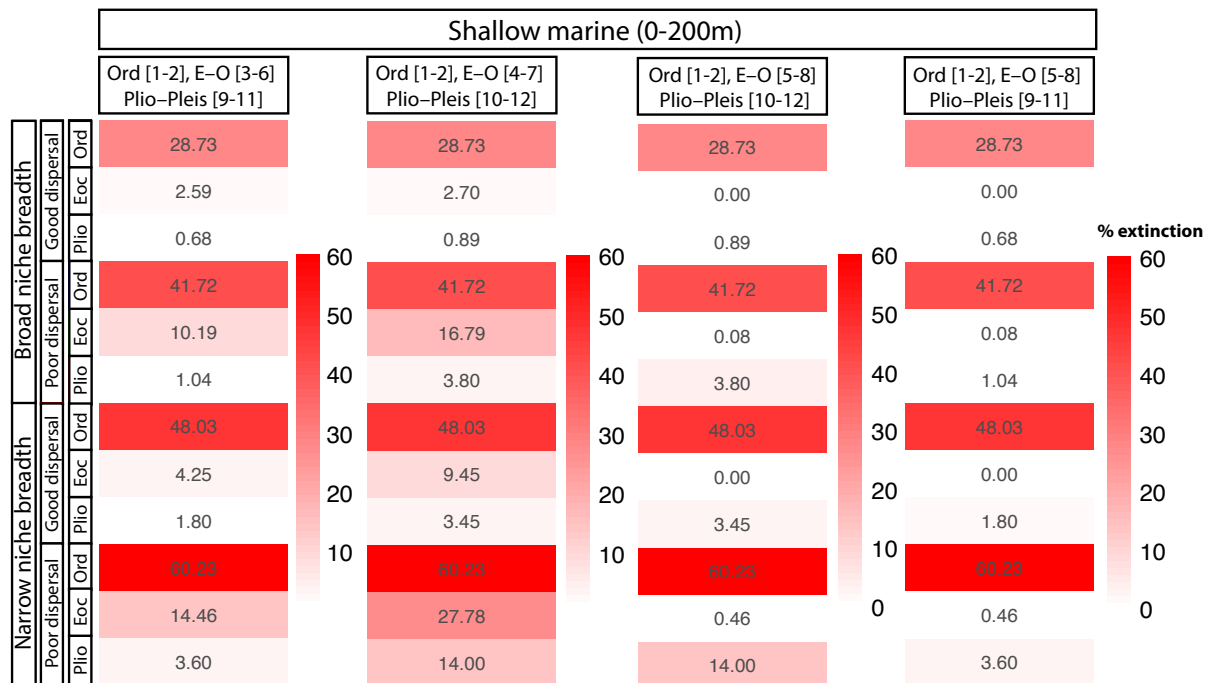 Shallow marine (0-200m)
Ord [1-2], E–O [3-6]
Plio–Pleis [9-11]
Ord [1-2], E–O [4-7]
Plio–Pleis [10-12]
Ord [1-2], E–O [5-8]
Plio–Pleis [10-12]
Ord [1-2], E–O [5-8]
Plio–Pleis [9-11]
Broad niche breadth
Good dispersal
Ord
28.73
28.73
28.73
28.73
Eoc
2.59
2.70
0.00
0.00
Plio
0.68
0.89
0.89
0.68
Poor dispersal
Ord
41.72
41.72
41.72
41.72
Eoc
10.19
16.79
0.08
0.08
Plio
1.04
3.80
3.80
1.04
Narrow niche breadth
Good dispersal
Ord
48.03
48.03
48.03
48.03
Eoc
4.25
9.45
0.00
0.00
Plio
1.80
3.45
3.45
1.80
Poor dispersal
Ord
60.23
60.23
60.23
60.23
Eoc
14.46
27.78
0.46
0.46
Plio
3.60
14.00
14.00
3.60
60
50
40
30
20
10
60
50
40
30
20
10
60
50
40
30
20
10
0
% extinction
60
50
40
30
20
10
0